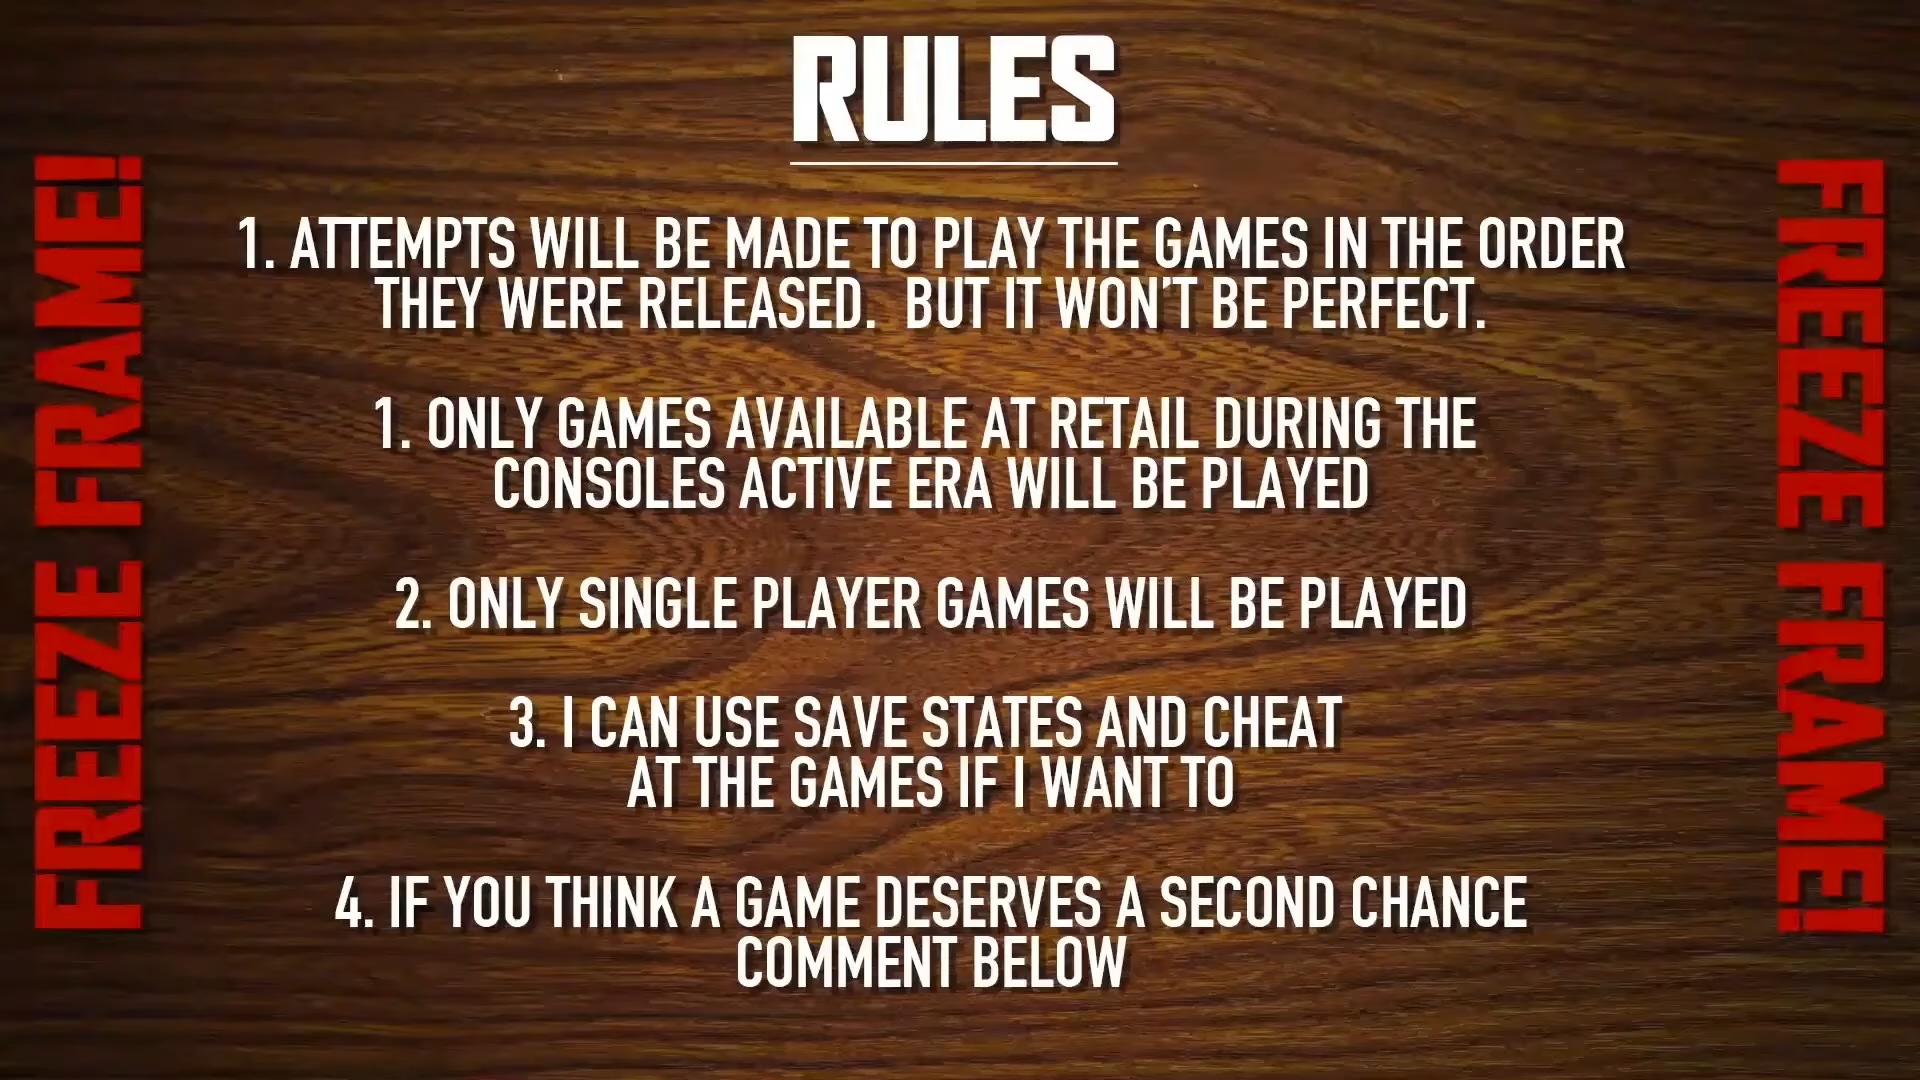 RULES
FREEZE FRAME!
1. ATTEMPTS WILL BE MADE TO PLAY THE GAMES IN THE ORDER
THEY WERE RELEASED.  BUT IT WON'T BE PERFECT.
1. ONLY GAMES AVAILABLE AT RETAIL DURING THE
CONSOLES ACTIVE ERA WILL BE PLAYED
2. ONLY SINGLE PLAYER GAMES WILL BE PLAYED
3. I CAN USE SAVE STATES AND CHEAT
AT THE GAMES IF I WANT TO
4. IF YOU THINK A GAME DESERVES A SECOND CHANCE
COMMENT BELOW
FREEZE FRAME!